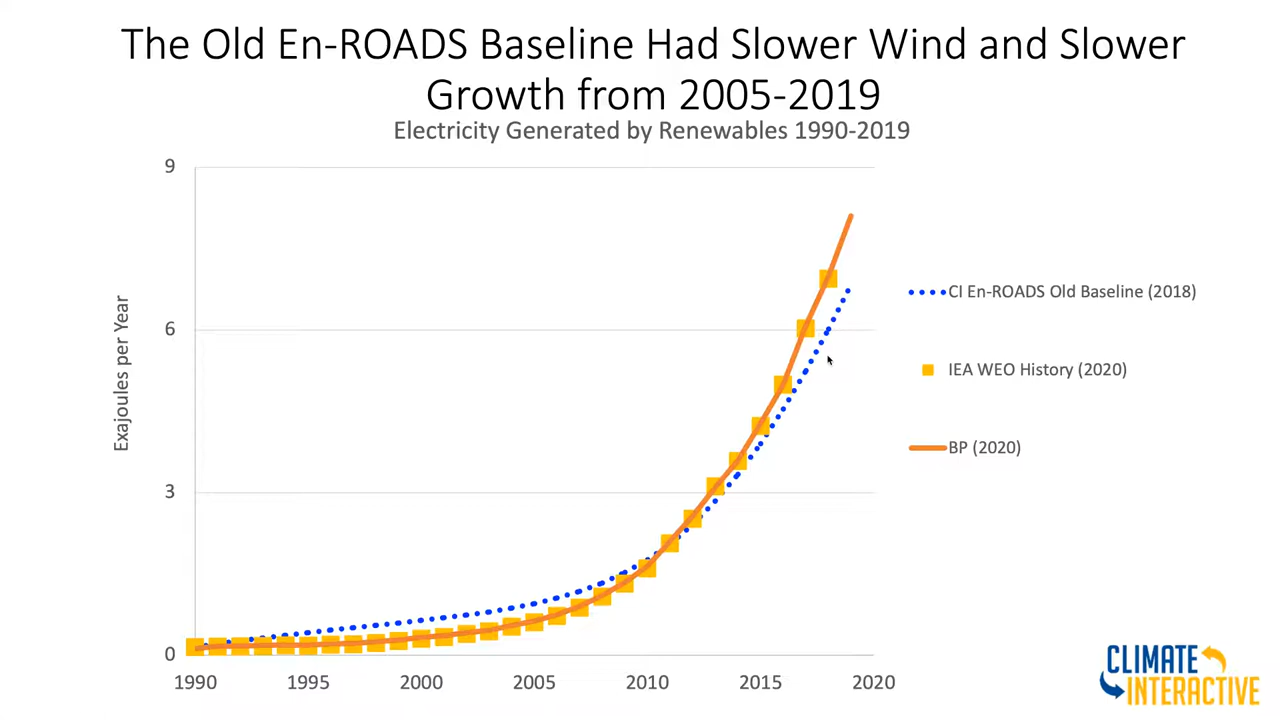 The Old En-ROADS Baseline Had Slower Wind and Slower
Growth from 2005-2019
Electricity Generated by Renewables 1990-2019
9
6
3
0
Exajoules per Year
1990
1995
2000
2005
2010
2015
2020
CI En-ROADS Old Baseline (2018)
IEA WEO History (2020)
BP (2020)
CLIMATE
INTERACTIVE